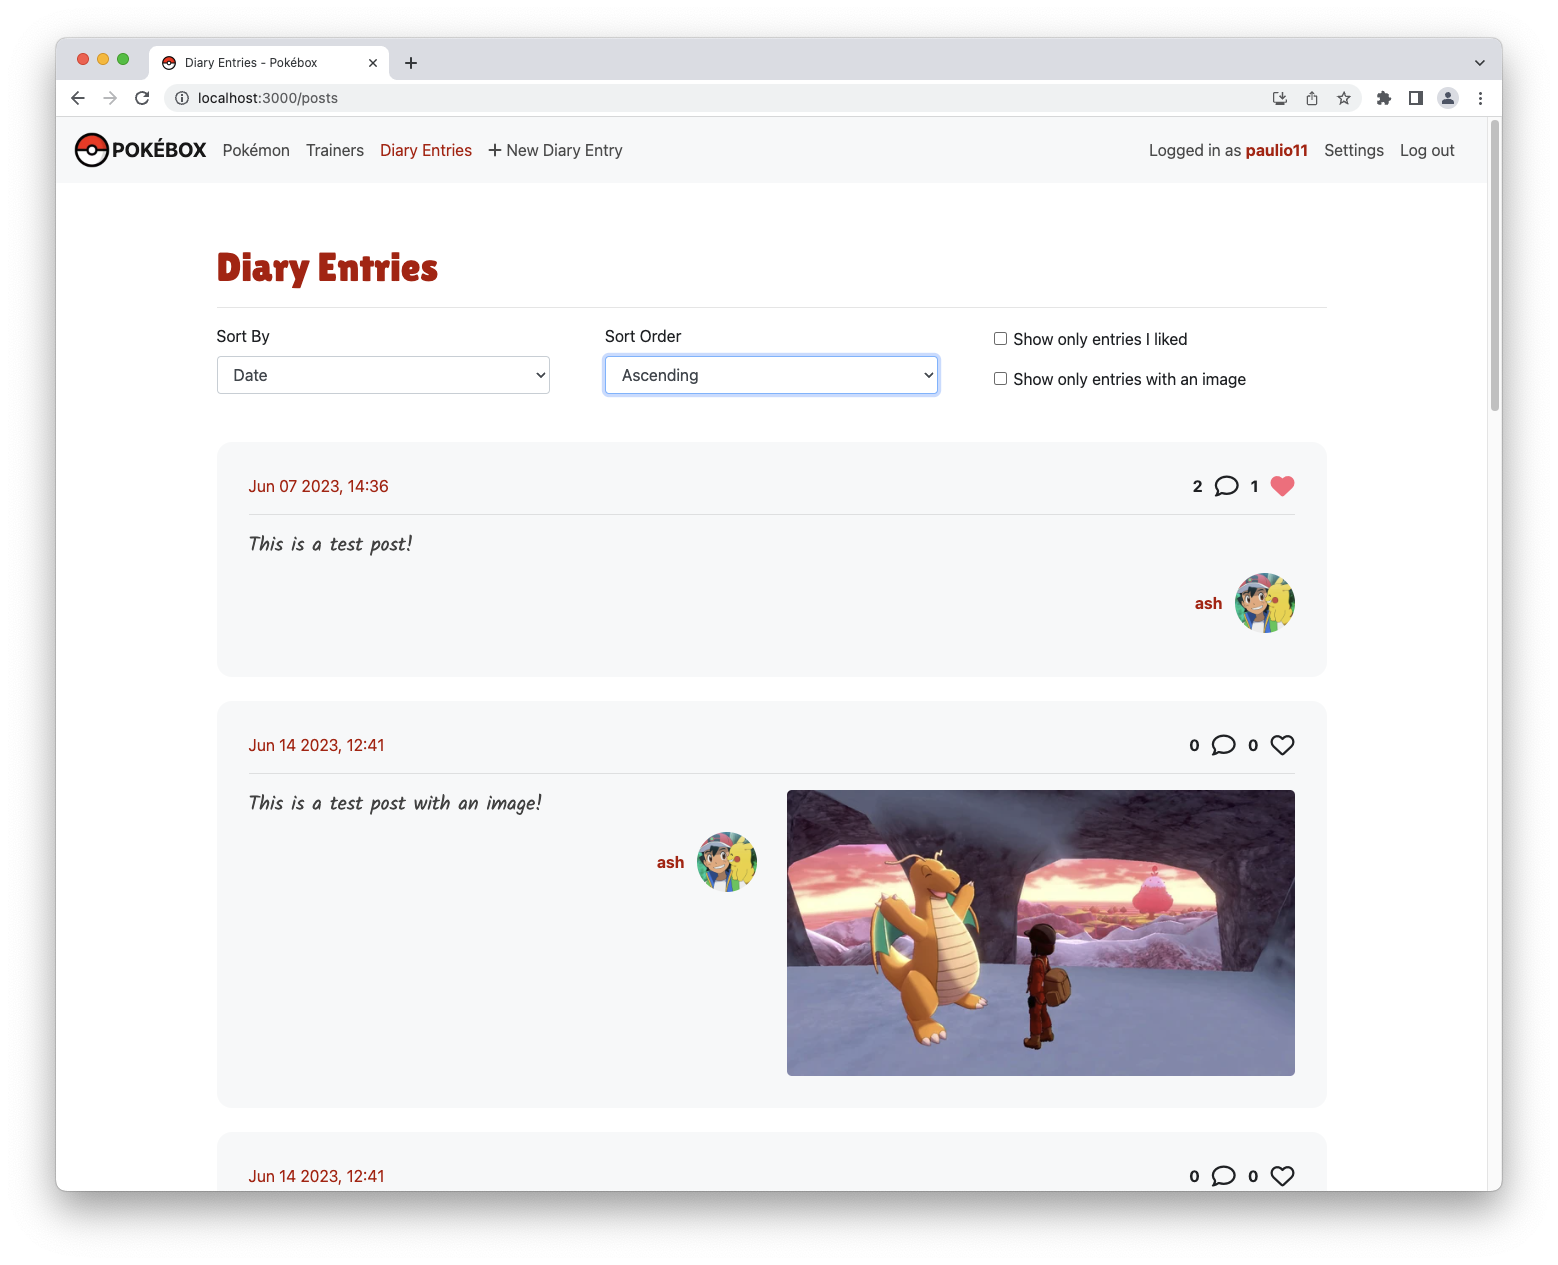 Diary Entries - Pokébox
localhost:3000/posts
POKÉBOX Pokémon Trainers Diary Entries + New Diary Entry Logged in as paulio11 Settings Log out
Diary Entries
Sort By Sort Order
Show only entries I liked
Date Ascending
Show only entries with an image
Jun 07 2023, 14:36 2 1
This is a test post!
ash
Jun 14 2023, 12:41 0 0
This is a test post with an image!
ash
Jun 14 2023, 12:41 0 0